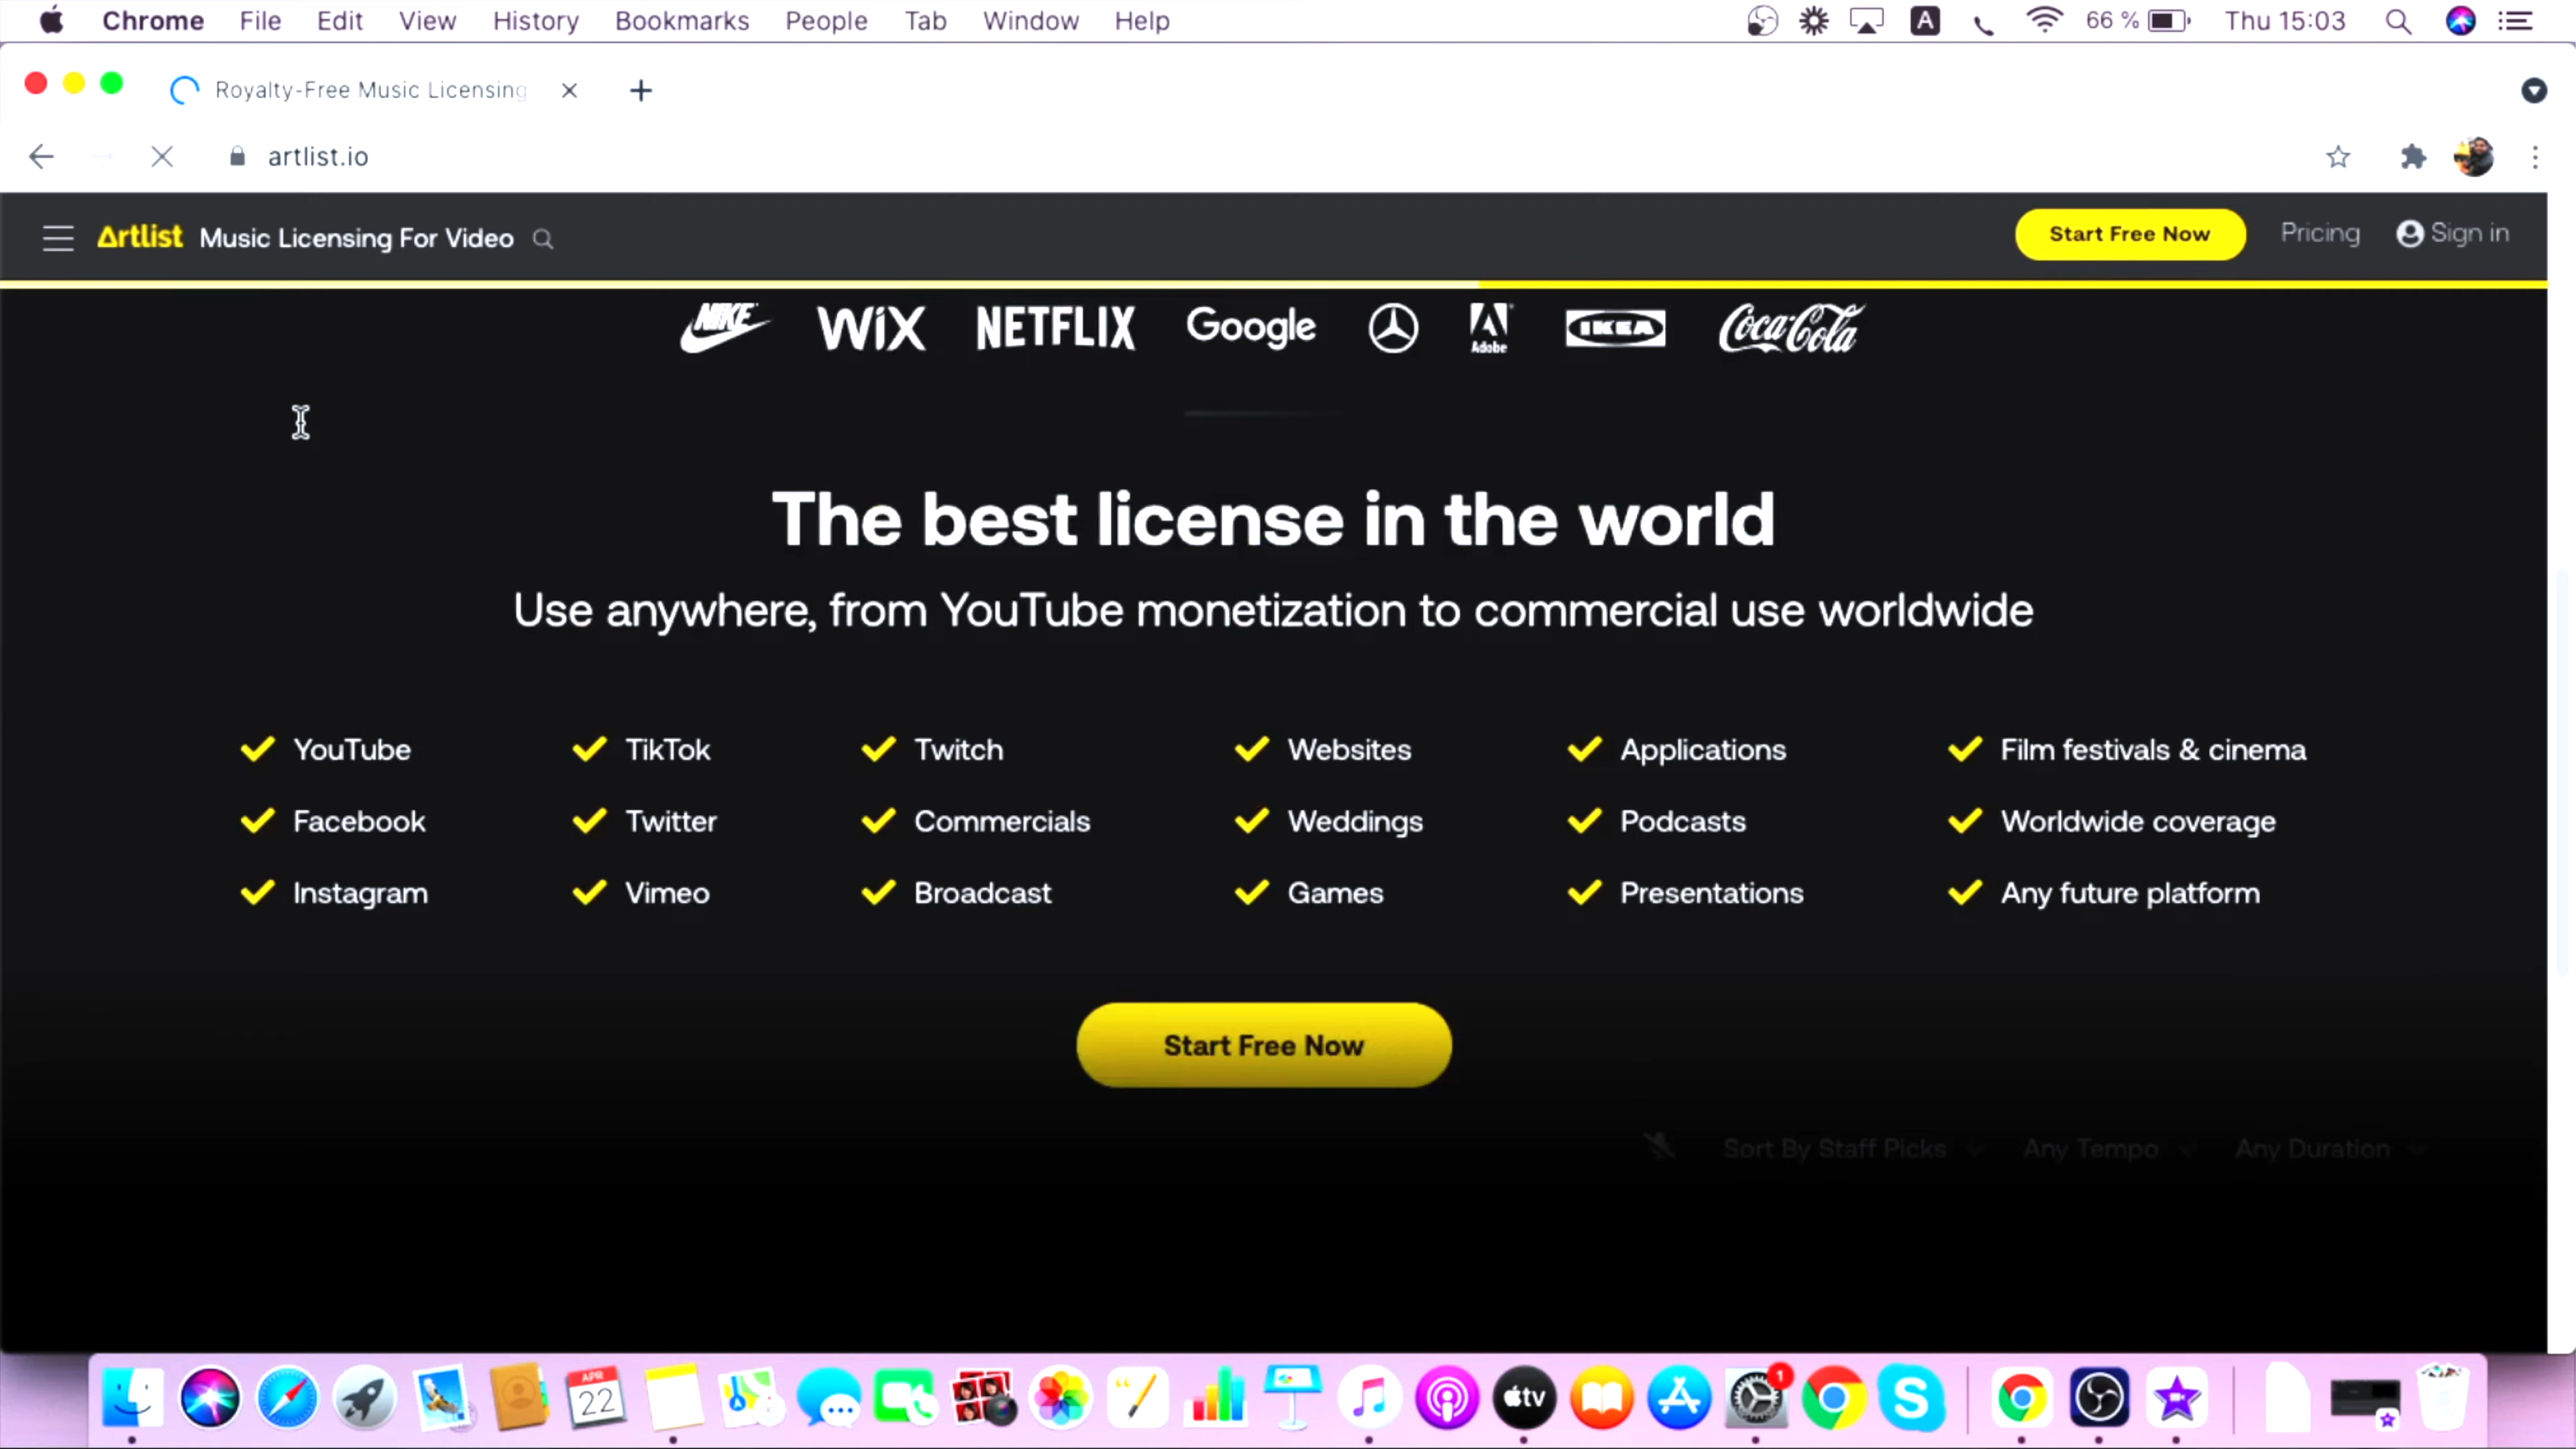 Chrome File Edit View History Bookmarks People Tab Window Help A 66 % Thu 15:03
Royalty-Free Music Licensing
artlist.io
Artlist Music Licensing For Video Start Free Now Pricing Sign in
NIKE WiX NETFLIX Google Adobe IKEA Coca-Cola
The best license in the world
Use anywhere, from YouTube monetization to commercial use worldwide
YouTube TikTok Twitch Websites Applications Film festivals & cinema
Facebook Twitter Commercials Weddings Podcasts Worldwide coverage
Instagram Vimeo Broadcast Games Presentations Any future platform
Start Free Now
Sort By Staff Picks Any Tempo Any Duration
APR
22
tv
1
S